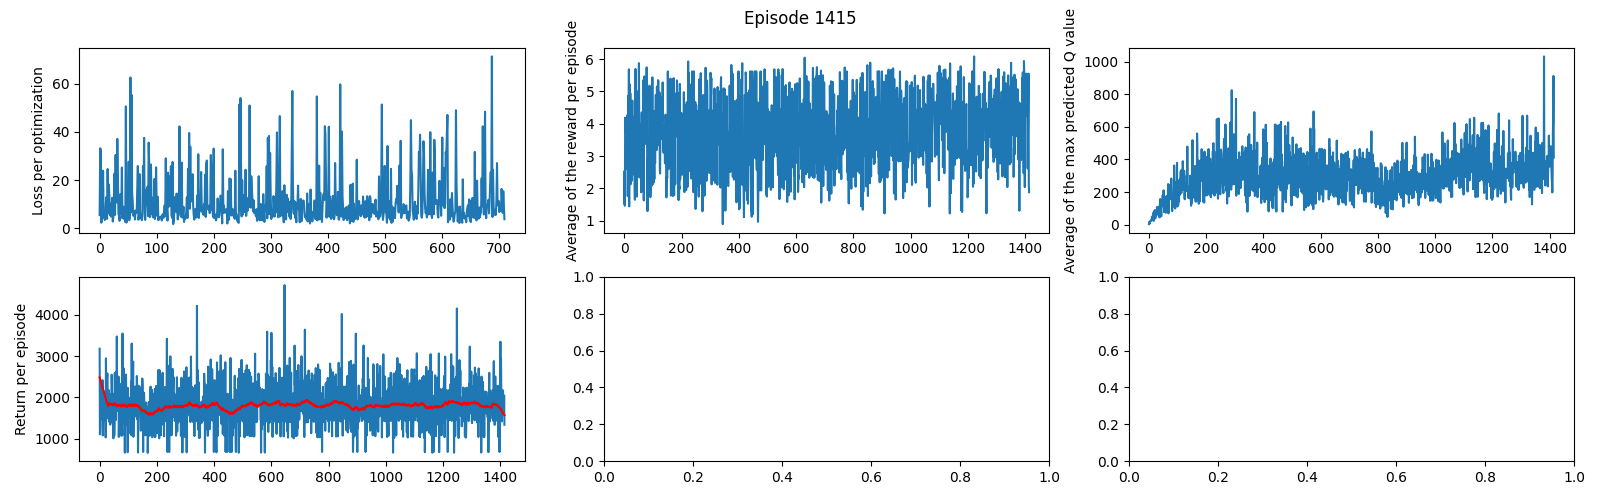 Episode 1415
Loss per optimization
60
40
20
0
0 100 200 300 400 500 600 700
Average of the reward per episode
6
5
4
3
2
1
0 200 400 600 800 1000 1200 1400
Average of the max predicted Q value
1000
800
600
400
200
0
0 200 400 600 800 1000 1200 1400
Return per episode
4000
3000
2000
1000
0 200 400 600 800 1000 1200 1400
1.0
0.8
0.6
0.4
0.2
0.0
0.0 0.2 0.4 0.6 0.8 1.0
1.0
0.8
0.6
0.4
0.2
0.0
0.0 0.2 0.4 0.6 0.8 1.0